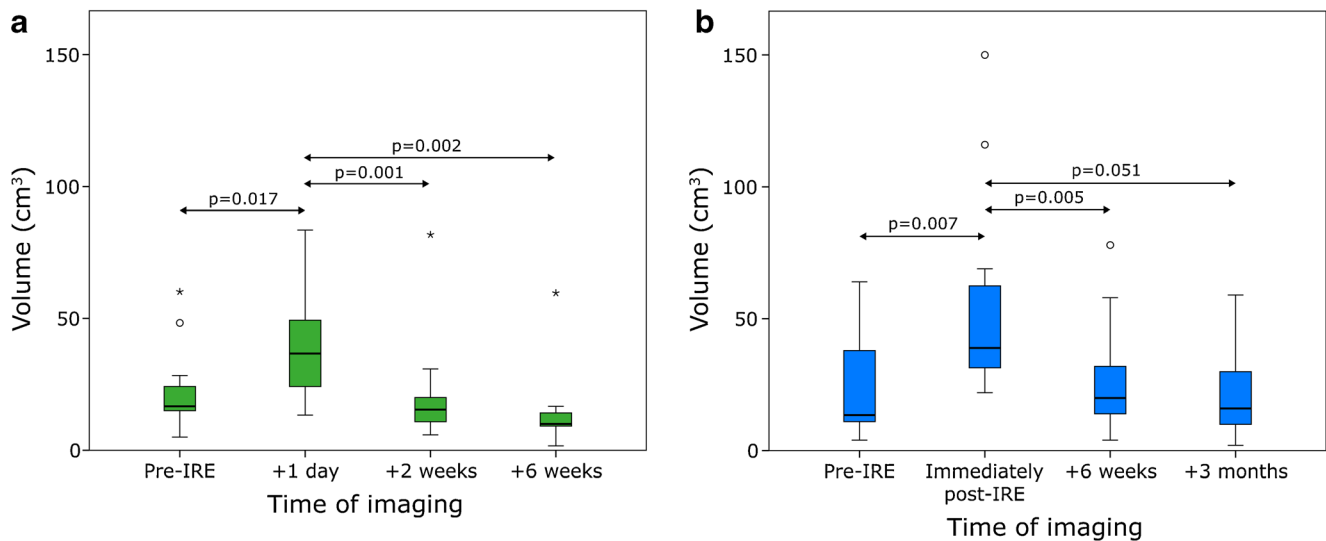 a
150
100
50
0
Volume (cm³)
p=0.002
p=0.001
p=0.017
*
*
*
Pre-IRE +1 day +2 weeks +6 weeks
Time of imaging
b
150
100
50
0
Volume (cm³)
p=0.051
p=0.005
p=0.007
Pre-IRE Immediately +6 weeks +3 months
post-IRE
Time of imaging